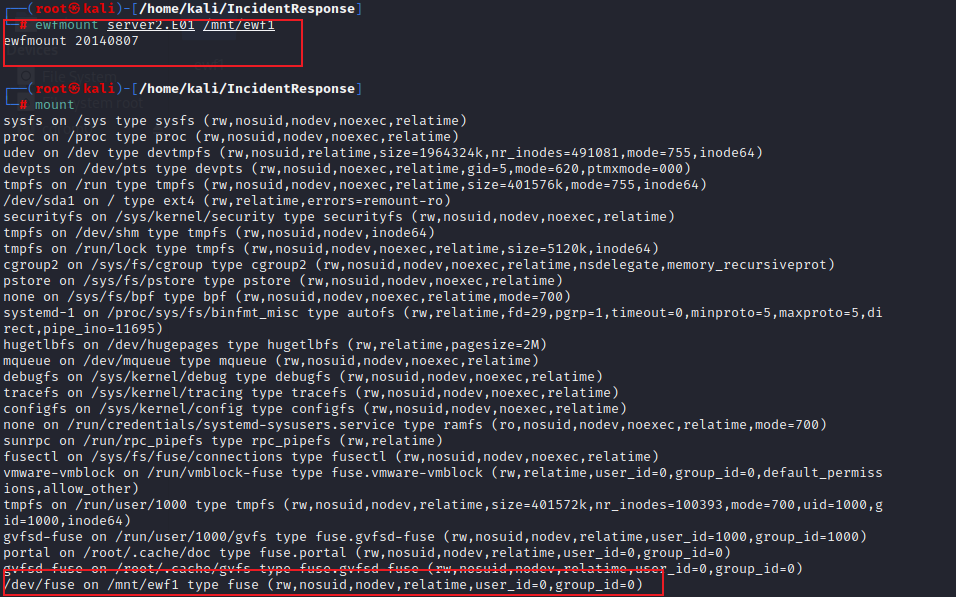 ┌──(root㉿kali)-[/home/kali/IncidentResponse]
└─# ewfmount server2.E01 /mnt/ewf1
ewfmount 20140807
┌──(root㉿kali)-[/home/kali/IncidentResponse]
└─# mount
sysfs on /sys type sysfs (rw,nosuid,nodev,noexec,relatime)
proc on /proc type proc (rw,nosuid,nodev,noexec,relatime)
udev on /dev type devtmpfs (rw,nosuid,relatime,size=1964324k,nr_inodes=491081,mode=755,inode64)
devpts on /dev/pts type devpts (rw,nosuid,noexec,relatime,gid=5,mode=620,ptmxmode=000)
tmpfs on /run type tmpfs (rw,nosuid,nodev,noexec,relatime,size=401576k,mode=755,inode64)
/dev/sda1 on / type ext4 (rw,relatime,errors=remount-ro)
securityfs on /sys/kernel/security type securityfs (rw,nosuid,nodev,noexec,relatime)
tmpfs on /dev/shm type tmpfs (rw,nosuid,nodev,inode64)
tmpfs on /run/lock type tmpfs (rw,nosuid,nodev,noexec,relatime,size=5120k,inode64)
cgroup2 on /sys/fs/cgroup type cgroup2 (rw,nosuid,nodev,noexec,relatime,nsdelegate,memory_recursiveprot)
pstore on /sys/fs/pstore type pstore (rw,nosuid,nodev,noexec,relatime)
none on /sys/fs/bpf type bpf (rw,nosuid,nodev,noexec,relatime,mode=700)
systemd-1 on /proc/sys/fs/binfmt_misc type autofs (rw,relatime,fd=29,pgrp=1,timeout=0,minproto=5,maxproto=5,di
rect,pipe_ino=11695)
hugetlbfs on /dev/hugepages type hugetlbfs (rw,relatime,pagesize=2M)
mqueue on /dev/mqueue type mqueue (rw,nosuid,nodev,noexec,relatime)
debugfs on /sys/kernel/debug type debugfs (rw,nosuid,nodev,noexec,relatime)
tracefs on /sys/kernel/tracing type tracefs (rw,nosuid,nodev,noexec,relatime)
configfs on /sys/kernel/config type configfs (rw,nosuid,nodev,noexec,relatime)
none on /run/credentials/systemd-sysusers.service type ramfs (ro,nosuid,nodev,noexec,relatime,mode=700)
sunrpc on /run/rpc_pipefs type rpc_pipefs (rw,relatime)
fusectl on /sys/fs/fuse/connections type fusectl (rw,nosuid,nodev,noexec,relatime)
vmware-vmblock on /run/vmblock-fuse type fuse.vmware-vmblock (rw,relatime,user_id=0,group_id=0,default_permiss
ions,allow_other)
tmpfs on /run/user/1000 type tmpfs (rw,nosuid,nodev,relatime,size=401572k,nr_inodes=100393,mode=700,uid=1000,g
id=1000,inode64)
gvfsd-fuse on /run/user/1000/gvfs type fuse.gvfsd-fuse (rw,nosuid,nodev,relatime,user_id=1000,group_id=1000)
portal on /root/.cache/doc type fuse.portal (rw,nosuid,nodev,relatime,user_id=0,group_id=0)
gvfsd-fuse on /root/.cache/gvfs type fuse.gvfsd-fuse (rw,nosuid,nodev,relatime,user_id=0,group_id=0)
/dev/fuse on /mnt/ewf1 type fuse (rw,nosuid,nodev,relatime,user_id=0,group_id=0)